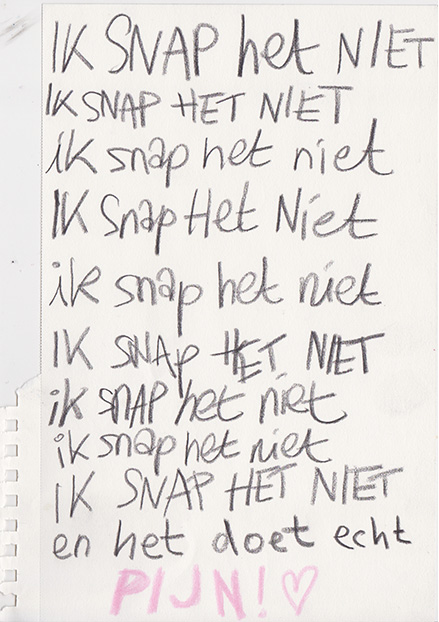 IK SNAP het NIET
IK SNAP HET NIET
ik snap het niet
IK Snap Het Niet
ik snap het niet
IK SNAp HET NIET
ik snAP het niet
ik snap het niet
IK SNAP HET NIET
en het doet echt
PIJN! ♡